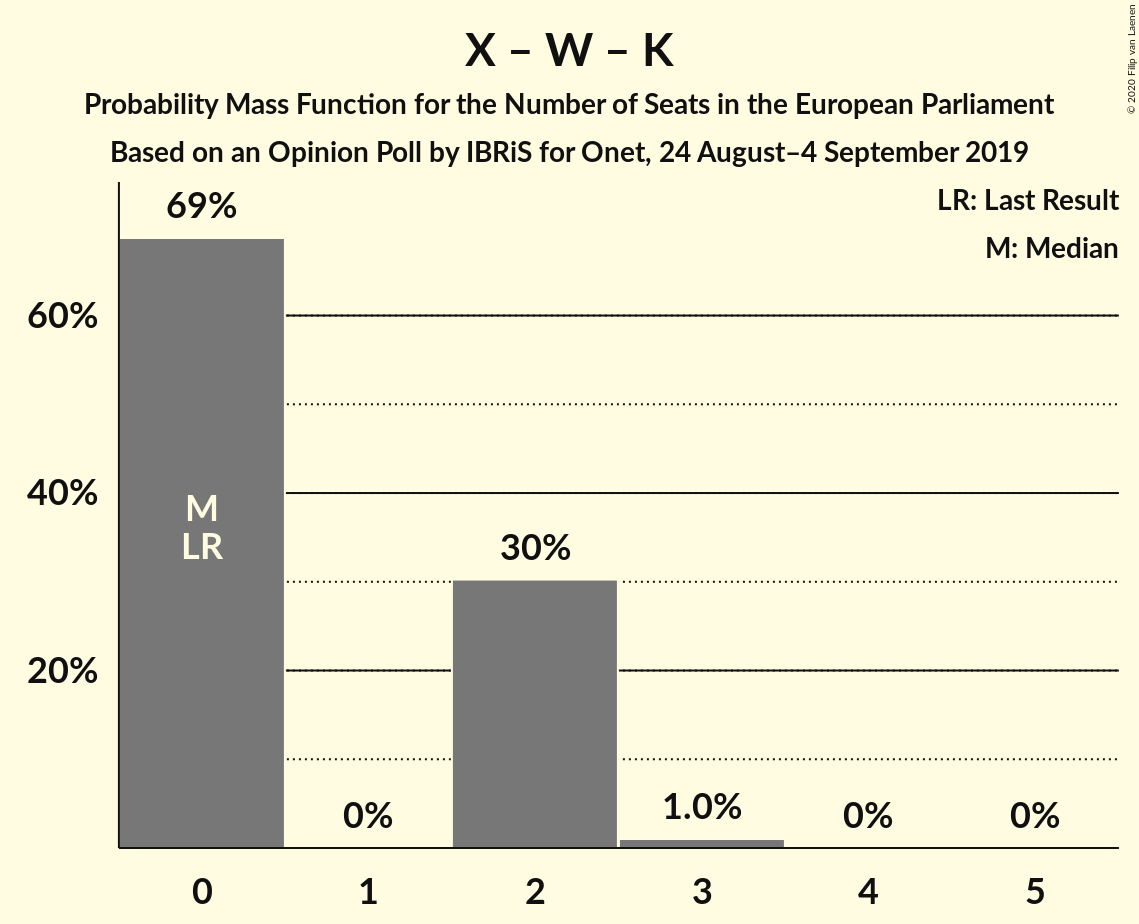 X – W – K
Probability Mass Function for the Number of Seats in the European Parliament
Based on an Opinion Poll by IBRiS for Onet, 24 August–4 September 2019
© 2020 Filip van Laenen
LR: Last Result
M: Median
69%
60%
40%
20%
M
LR
0%
30%
1.0%
0%
0%
0 1 2 3 4 5